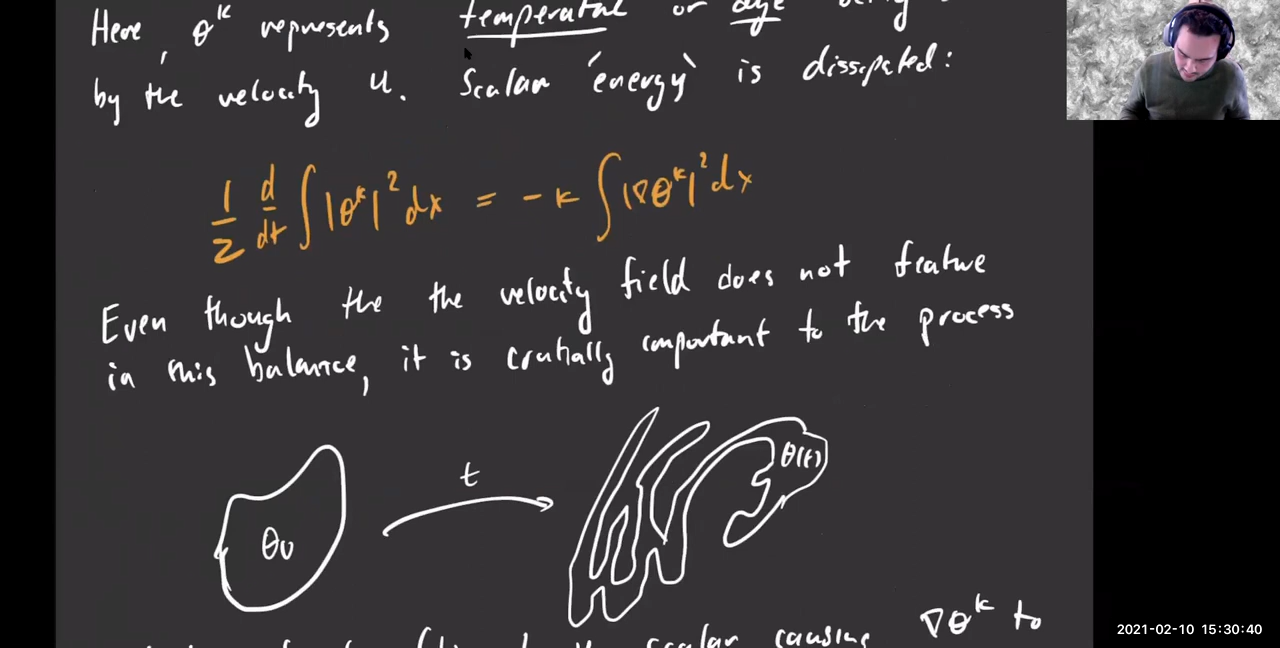 Here, θ^k represents temperature or dye being
by the velocity u. Scalar 'energy' is dissipated:
1/2 d/dt ∫|θ^k|² dx = -k ∫|∇θ^k|² dx
Even though the the velocity field does not feature
in this balance, it is crucially important to the process
θ0
t
θ(t)
scalar causing ∇θ^k to
2021-02-10 15:30:40